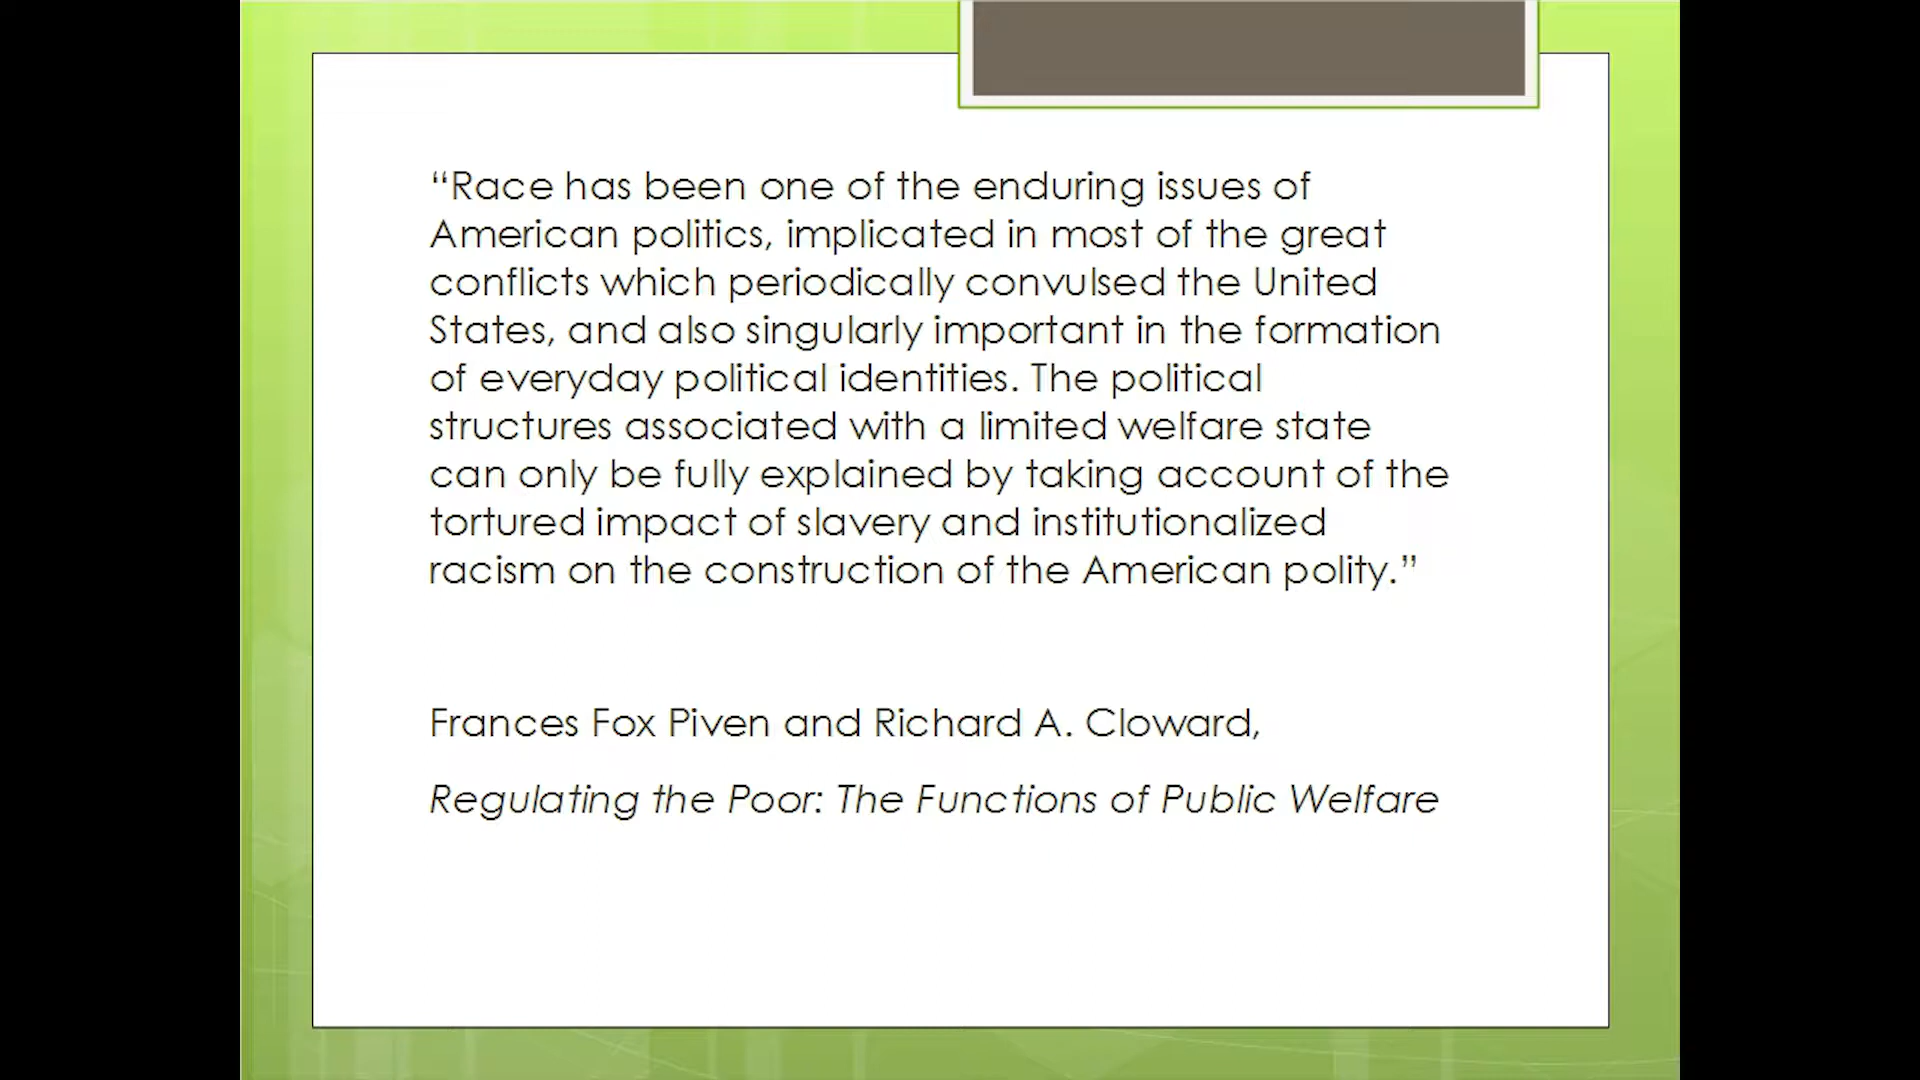 “Race has been one of the enduring issues of
American politics, implicated in most of the great
conflicts which periodically convulsed the United
States, and also singularly important in the formation
of everyday political identities. The political
structures associated with a limited welfare state
can only be fully explained by taking account of the
tortured impact of slavery and institutionalized
racism on the construction of the American polity.”
Frances Fox Piven and Richard A. Cloward,
Regulating the Poor: The Functions of Public Welfare